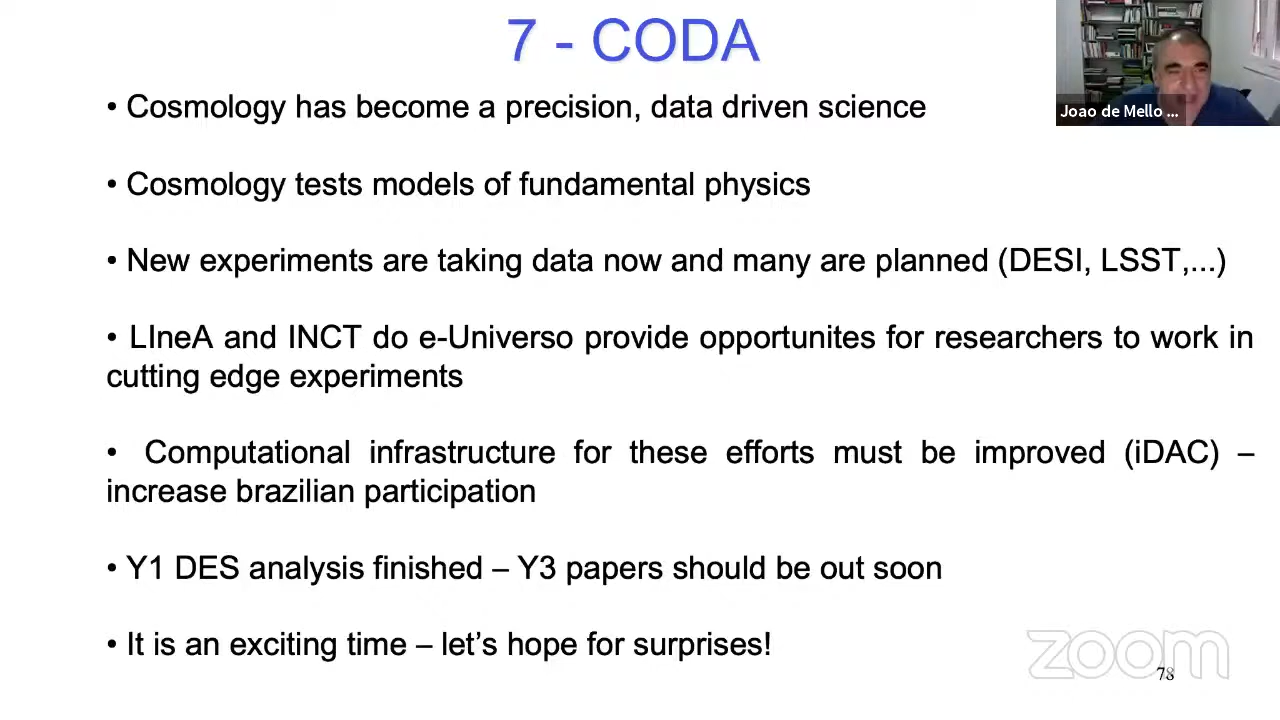 7 - CODA
Joao de Mello ...
• Cosmology has become a precision, data driven science
• Cosmology tests models of fundamental physics
• New experiments are taking data now and many are planned (DESI, LSST,...)
• LIneA and INCT do e-Universo provide opportunites for researchers to work in
cutting edge experiments
• Computational infrastructure for these efforts must be improved (iDAC) –
increase brazilian participation
• Y1 DES analysis finished – Y3 papers should be out soon
• It is an exciting time – let’s hope for surprises!
zoom
78